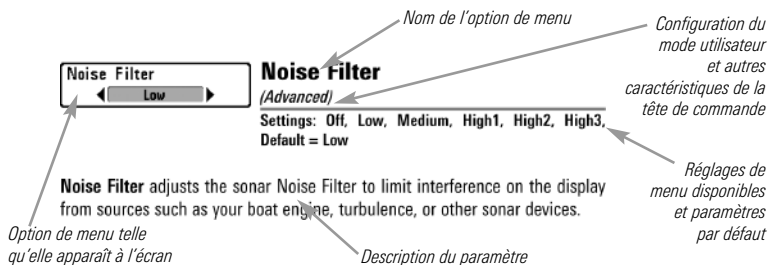 Nom de l'option de menu
Configuration du
mode utilisateur
et autres
caractéristiques de la
tête de commande
Noise Filter
Low
Noise Filter
(Advanced)
Settings: Off, Low, Medium, High1, High2, High3,
Default = Low
Réglages de
menu disponibles
et paramètres
par défaut
Noise Filter adjusts the sonar Noise Filter to limit interference on the display
from sources such as your boat engine, turbulence, or other sonar devices.
Option de menu telle
qu'elle apparaît à l'écran
Description du paramètre